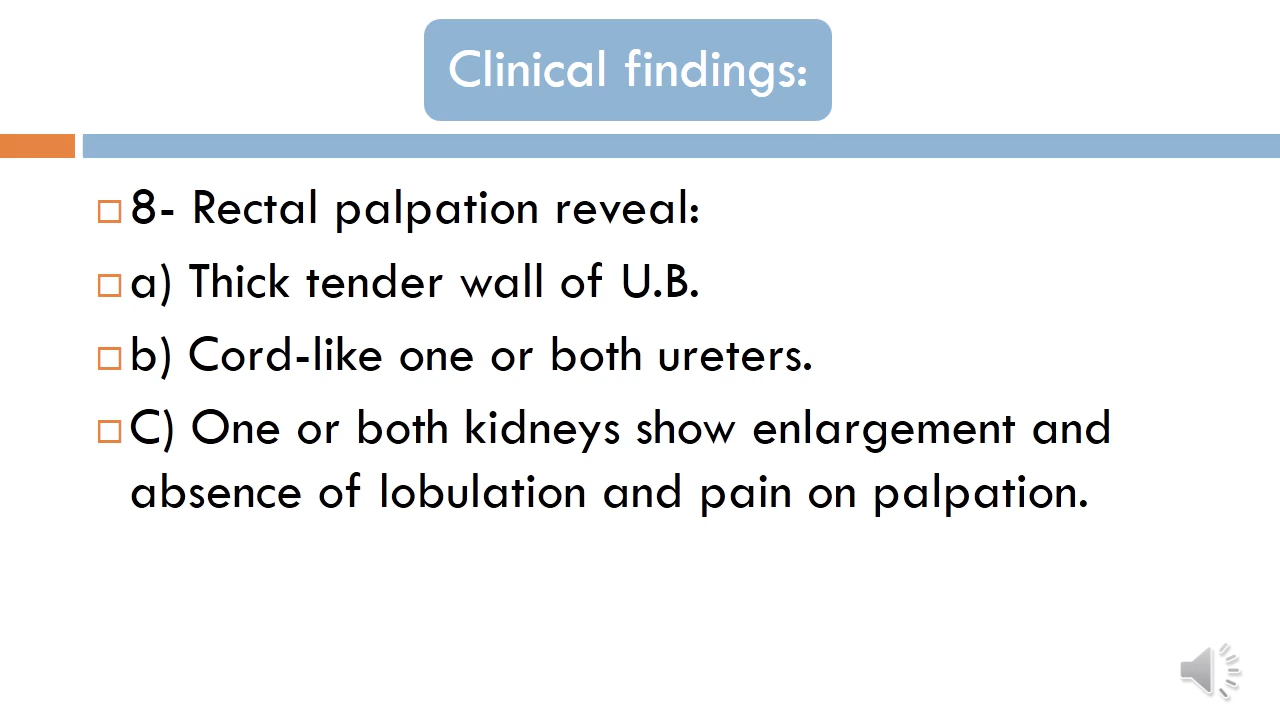 Clinical findings:
8- Rectal palpation reveal:
a) Thick tender wall of U.B.
b) Cord-like one or both ureters.
C) One or both kidneys show enlargement and
absence of lobulation and pain on palpation.